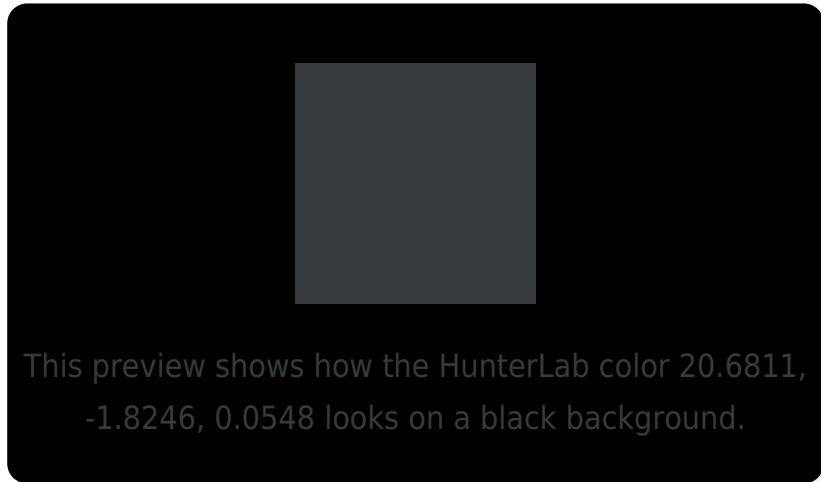 This preview shows how the HunterLab color 20.6811,
-1.8246, 0.0548 looks on a black background.